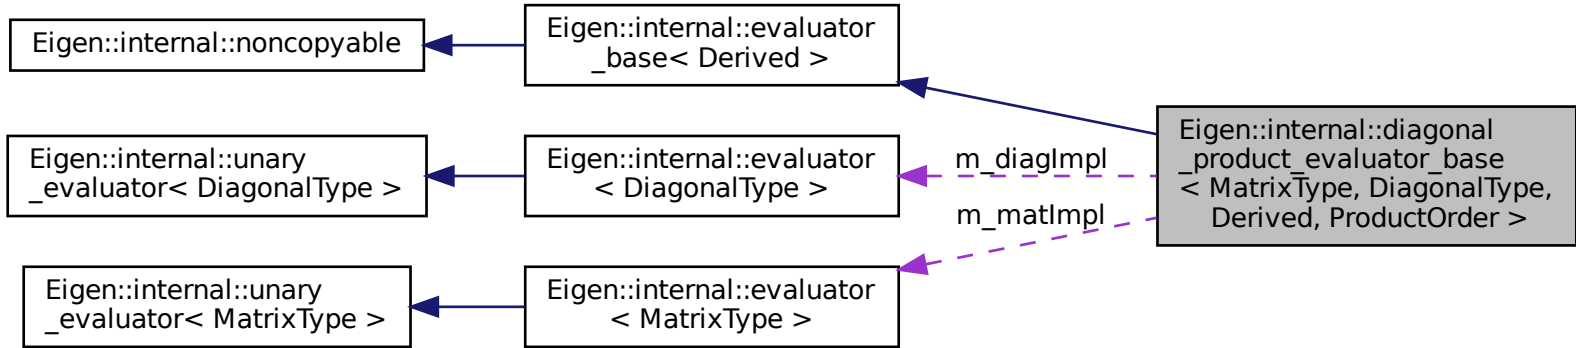 Eigen::internal::noncopyable
Eigen::internal::evaluator
_base< Derived >
Eigen::internal::unary
_evaluator< DiagonalType >
Eigen::internal::evaluator
< DiagonalType >
m_diagImpl
Eigen::internal::diagonal
_product_evaluator_base
< MatrixType, DiagonalType,
Derived, ProductOrder >
m_matImpl
Eigen::internal::unary
_evaluator< MatrixType >
Eigen::internal::evaluator
< MatrixType >